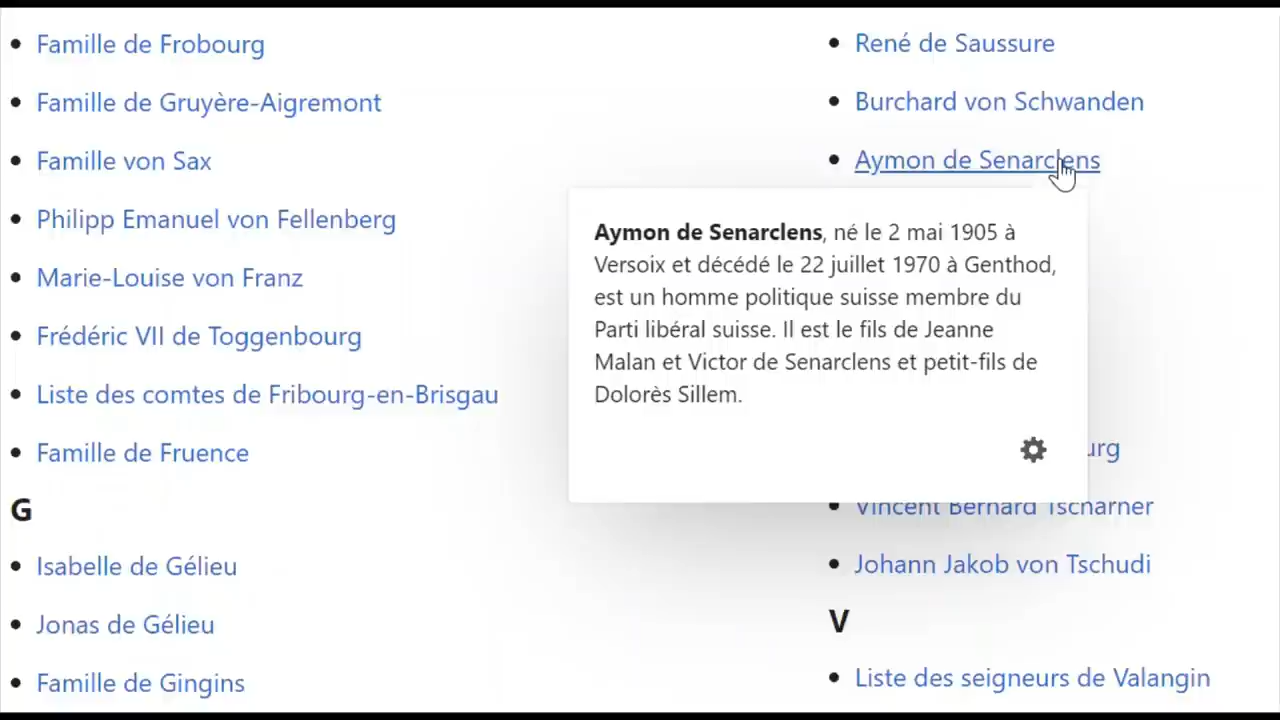 Famille de Frobourg
Famille de Gruyère-Aigremont
Famille von Sax
Philipp Emanuel von Fellenberg
Marie-Louise von Franz
Frédéric VII de Toggenbourg
Liste des comtes de Fribourg-en-Brisgau
Famille de Fruence
G
Isabelle de Gélieu
Jonas de Gélieu
Famille de Gingins
René de Saussure
Burchard von Schwanden
Aymon de Senarclens
Aymon de Senarclens, né le 2 mai 1905 à
Versoix et décédé le 22 juillet 1970 à Genthod,
est un homme politique suisse membre du
Parti libéral suisse. Il est le fils de Jeanne
Malan et Victor de Senarclens et petit-fils de
Dolorès Sillem.
Vincent Bernard Tscharner
Johann Jakob von Tschudi
V
Liste des seigneurs de Valangin